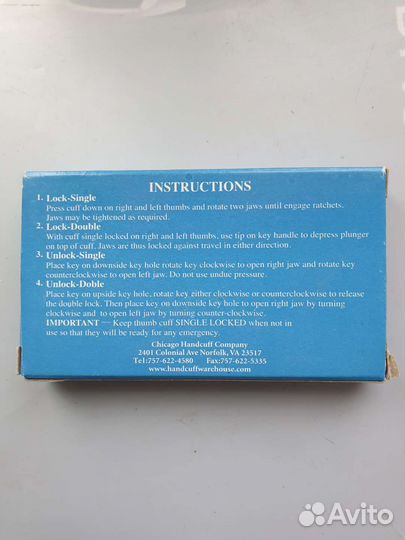 INSTRUCTIONS
1. Lock-Single
Press cuff down on right and left thumbs and rotate two jaws until engage ratchets.
Jaws may be tightened as required.
2. Lock-Double
With cuff single locked on right and left thumbs, use tip on key handle to depress plunger
on top of cuff. Jaws are thus locked against travel in either direction.
3. Unlock-Single
Place key on downside key hole rotate key clockwise to open right jaw and rotate key
counterclockwise to open left jaw. Do not use undue pressure.
4. Unlock-Doble
Place key on upside key hole, rotate key either clockwise or counterclockwise to release
the double lock. Then place key on downside key hole to open right jaw by turning
clockwise and to open left jaw by turning counter-clockwise.
IMPORTANT — Keep thumb cuff SINGLE LOCKED when not in
use so that they will be ready for any emergency.
Chicago Handcuff Company
2401 Colonial Ave Norfolk, VA 23517
Tel:757-622-4580 Fax:757-622-5335
www.handcuffwarehouse.com
Avito